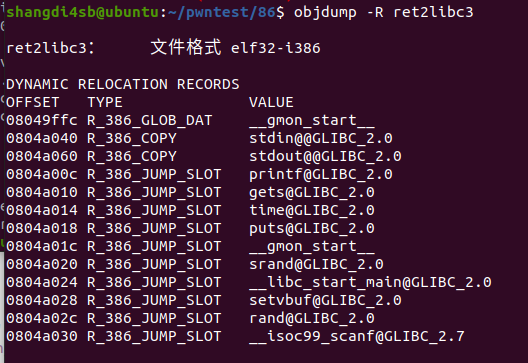 shangdi4sb@ubuntu:~/pwntest/86$ objdump -R ret2libc3
ret2libc3：     文件格式 elf32-i386
DYNAMIC RELOCATION RECORDS
OFFSET   TYPE              VALUE
08049ffc R_386_GLOB_DAT    __gmon_start__
0804a040 R_386_COPY        stdin@@GLIBC_2.0
0804a060 R_386_COPY        stdout@@GLIBC_2.0
0804a00c R_386_JUMP_SLOT   printf@GLIBC_2.0
0804a010 R_386_JUMP_SLOT   gets@GLIBC_2.0
0804a014 R_386_JUMP_SLOT   time@GLIBC_2.0
0804a018 R_386_JUMP_SLOT   puts@GLIBC_2.0
0804a01c R_386_JUMP_SLOT   __gmon_start__
0804a020 R_386_JUMP_SLOT   srand@GLIBC_2.0
0804a024 R_386_JUMP_SLOT   __libc_start_main@GLIBC_2.0
0804a028 R_386_JUMP_SLOT   setvbuf@GLIBC_2.0
0804a02c R_386_JUMP_SLOT   rand@GLIBC_2.0
0804a030 R_386_JUMP_SLOT   __isoc99_scanf@GLIBC_2.7